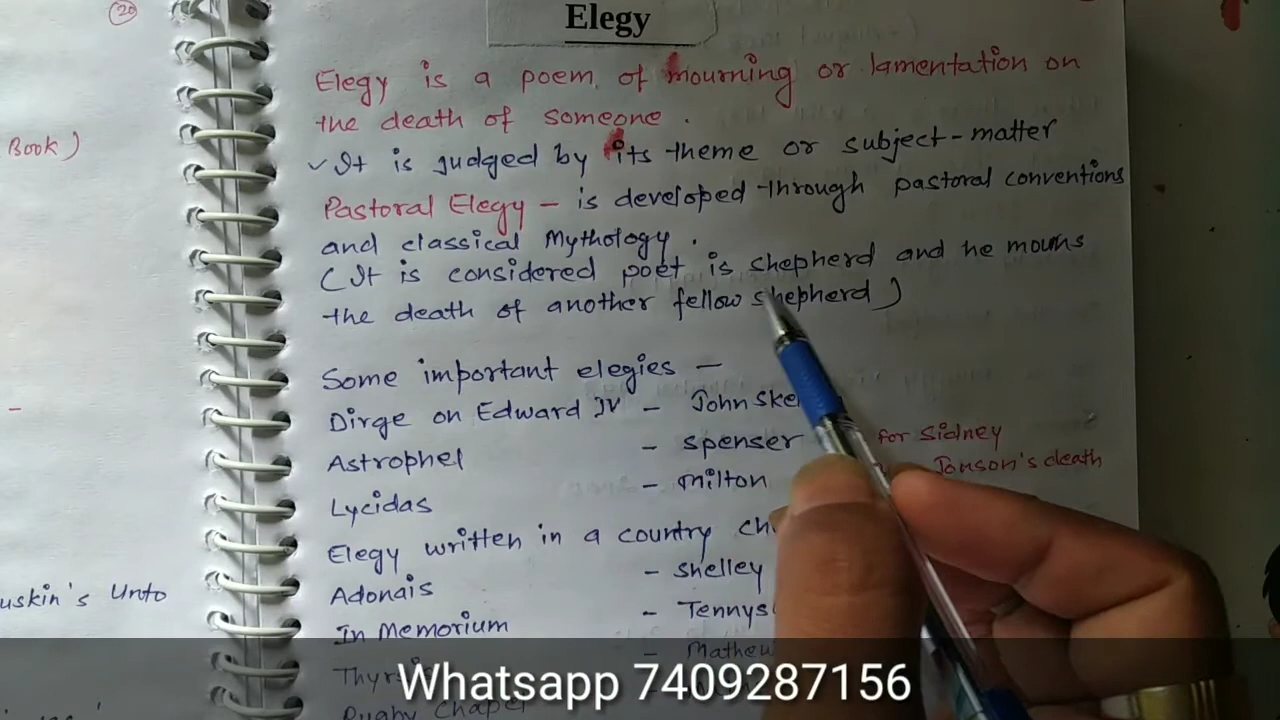 20
Elegy
Elegy is a poem of mourning or lamentation on
the death of someone.
Book)
✓ It is judged by its theme or subject-matter
Pastoral Elegy - is developed through pastoral conventions
and classical Mythology.
(It is considered poet is shepherd and he mourns
the death of another fellow shepherd)
Some important elegies -
Dirge on Edward IV - John Ske
Astrophel - Spenser for Sidney
Lycidas - Milton Jonson's death
Elegy written in a country ch
Adonais - Shelley
uskin's Unto
In Memorium - Tennys
Thyrsi - Mathew
Rugby Chapel
Whatsapp 7409287156